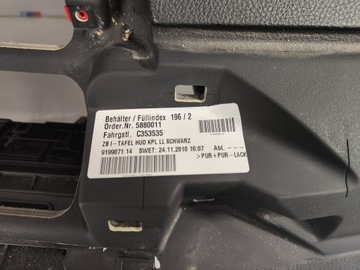 Behälter / Füllindex 196 / 2
Order.Nr. 5880011
Fahrgstl. C353535
ZB I-TAFEL HUD KPL LL SCHWARZ
9199871 14 SWET: 24.11.2016 16:07 Abl. ---
>PUR+PUR-LACK